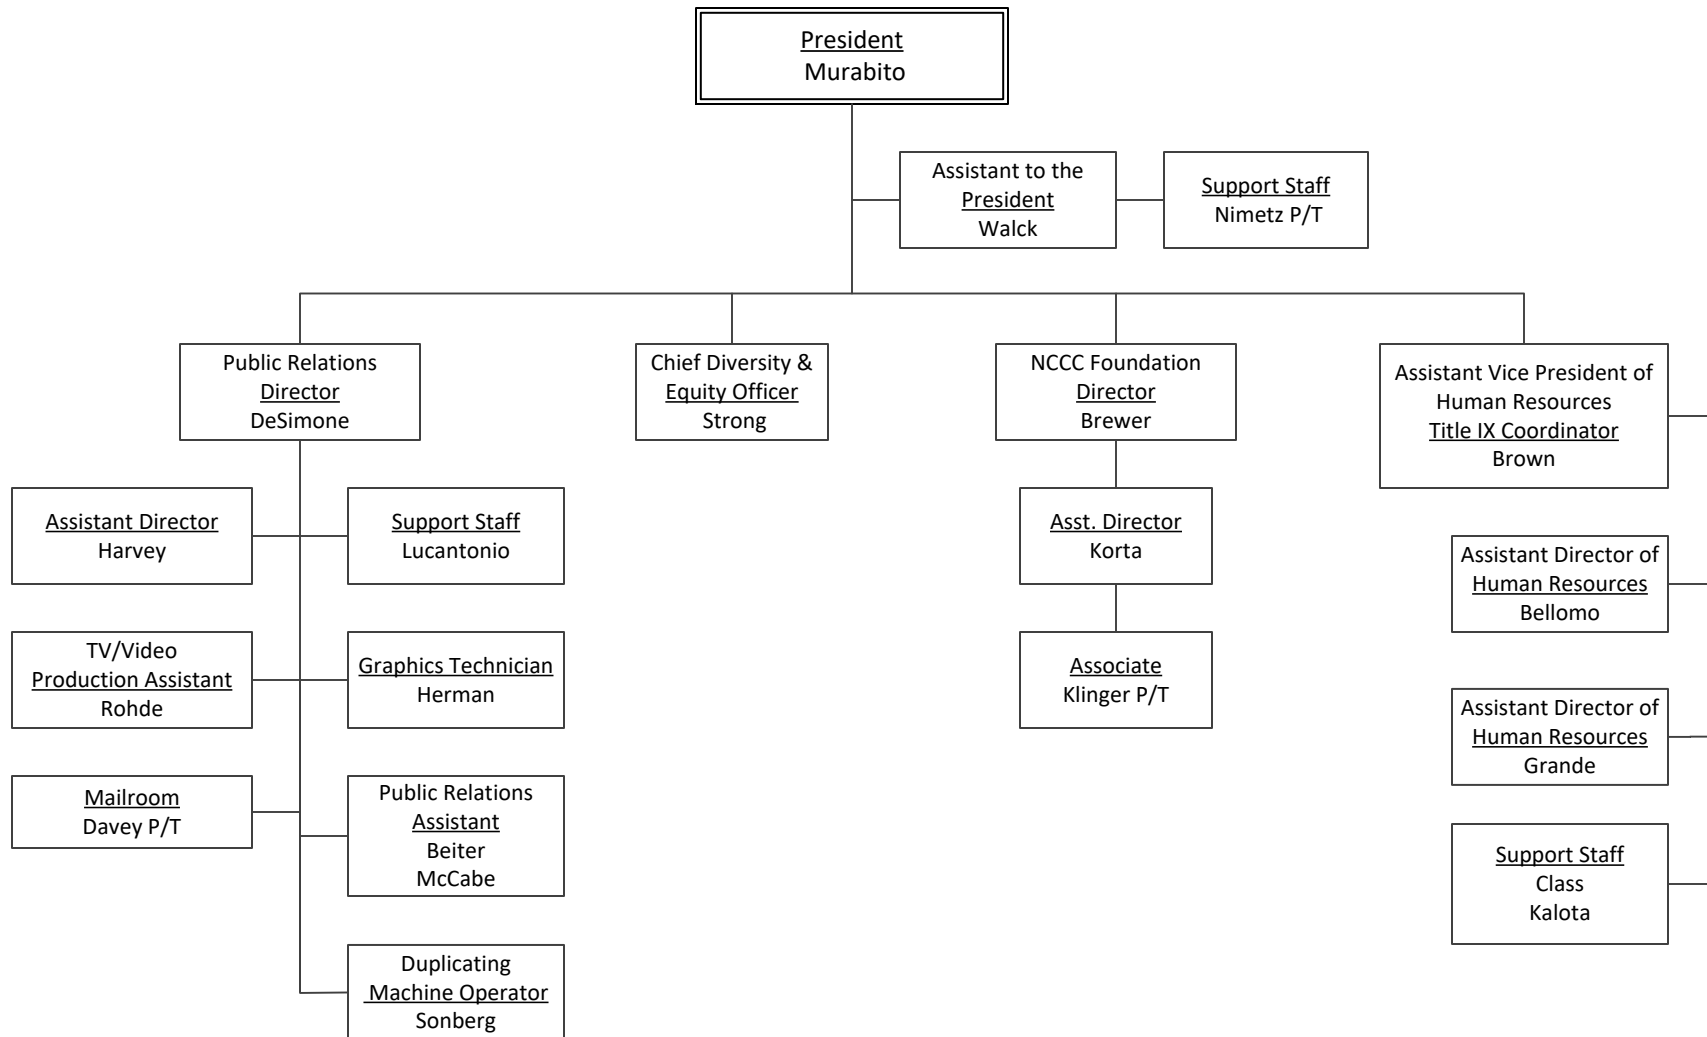 President
Murabito
Assistant to the
President
Walck
Support Staff
Nimetz P/T
Public Relations
Director
DeSimone
Chief Diversity &
Equity Officer
Strong
NCCC Foundation
Director
Brewer
Assistant Vice President of
Human Resources
Title IX Coordinator
Brown
Assistant Director
Harvey
Support Staff
Lucantonio
Asst. Director
Korta
Assistant Director of
Human Resources
Bellomo
TV/Video
Production Assistant
Rohde
Graphics Technician
Herman
Associate
Klinger P/T
Assistant Director of
Human Resources
Grande
Mailroom
Davey P/T
Public Relations
Assistant
Beiter
McCabe
Support Staff
Class
Kalota
Duplicating
Machine Operator
Sonberg